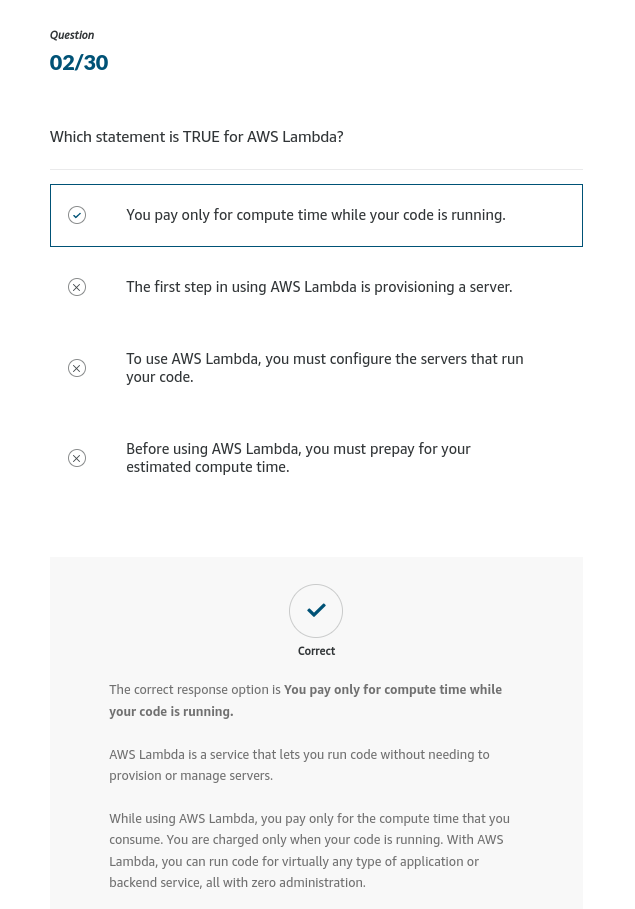 Question
02/30
Which statement is TRUE for AWS Lambda?
You pay only for compute time while your code is running.
The first step in using AWS Lambda is provisioning a server.
To use AWS Lambda, you must configure the servers that run
your code.
Before using AWS Lambda, you must prepay for your
estimated compute time.
Correct
The correct response option is You pay only for compute time while
your code is running.
AWS Lambda is a service that lets you run code without needing to
provision or manage servers.
While using AWS Lambda, you pay only for the compute time that you
consume. You are charged only when your code is running. With AWS
Lambda, you can run code for virtually any type of application or
backend service, all with zero administration.